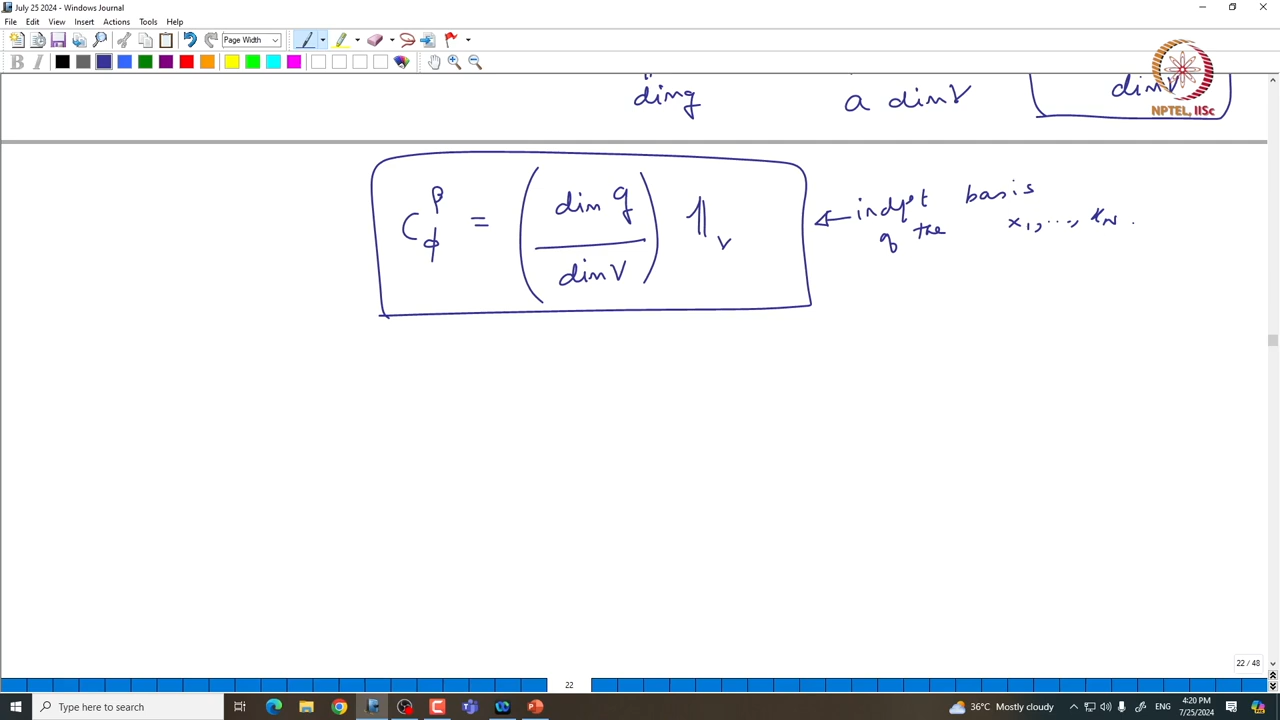 July 25 2024 - Windows Journal
File Edit View Insert Actions Tools Help
Page Width
B I
NPTEL, IISc
dim g
a dim V
dim V
C_φ^β = (dim g / dim V) 1_V
← indpt basis
of the x_1, ..., x_N.
22 / 48
22
Type here to search
36°C Mostly cloudy
4:20 PM
7/25/2024